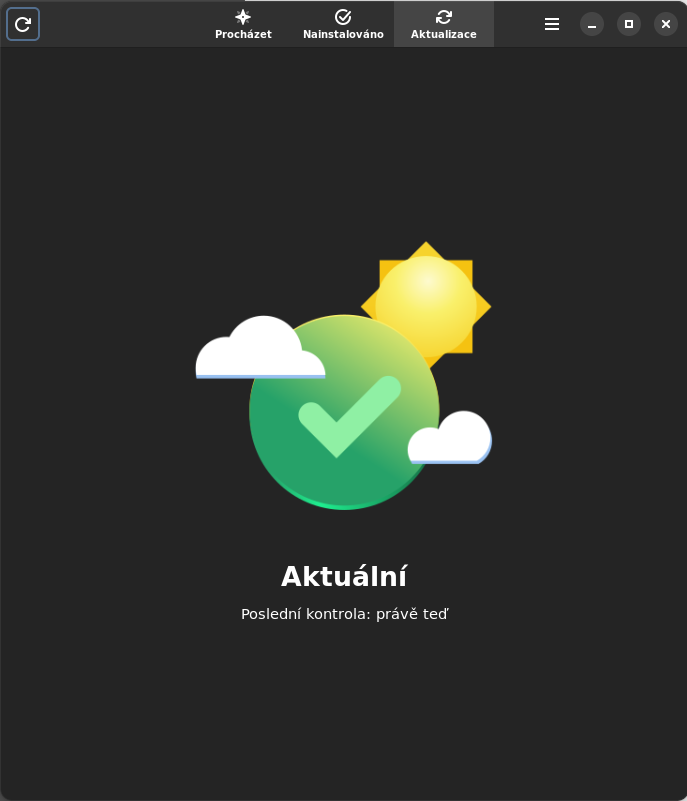 Procházet
Nainstalováno
Aktualizace
Aktuální
Poslední kontrola: právě teď